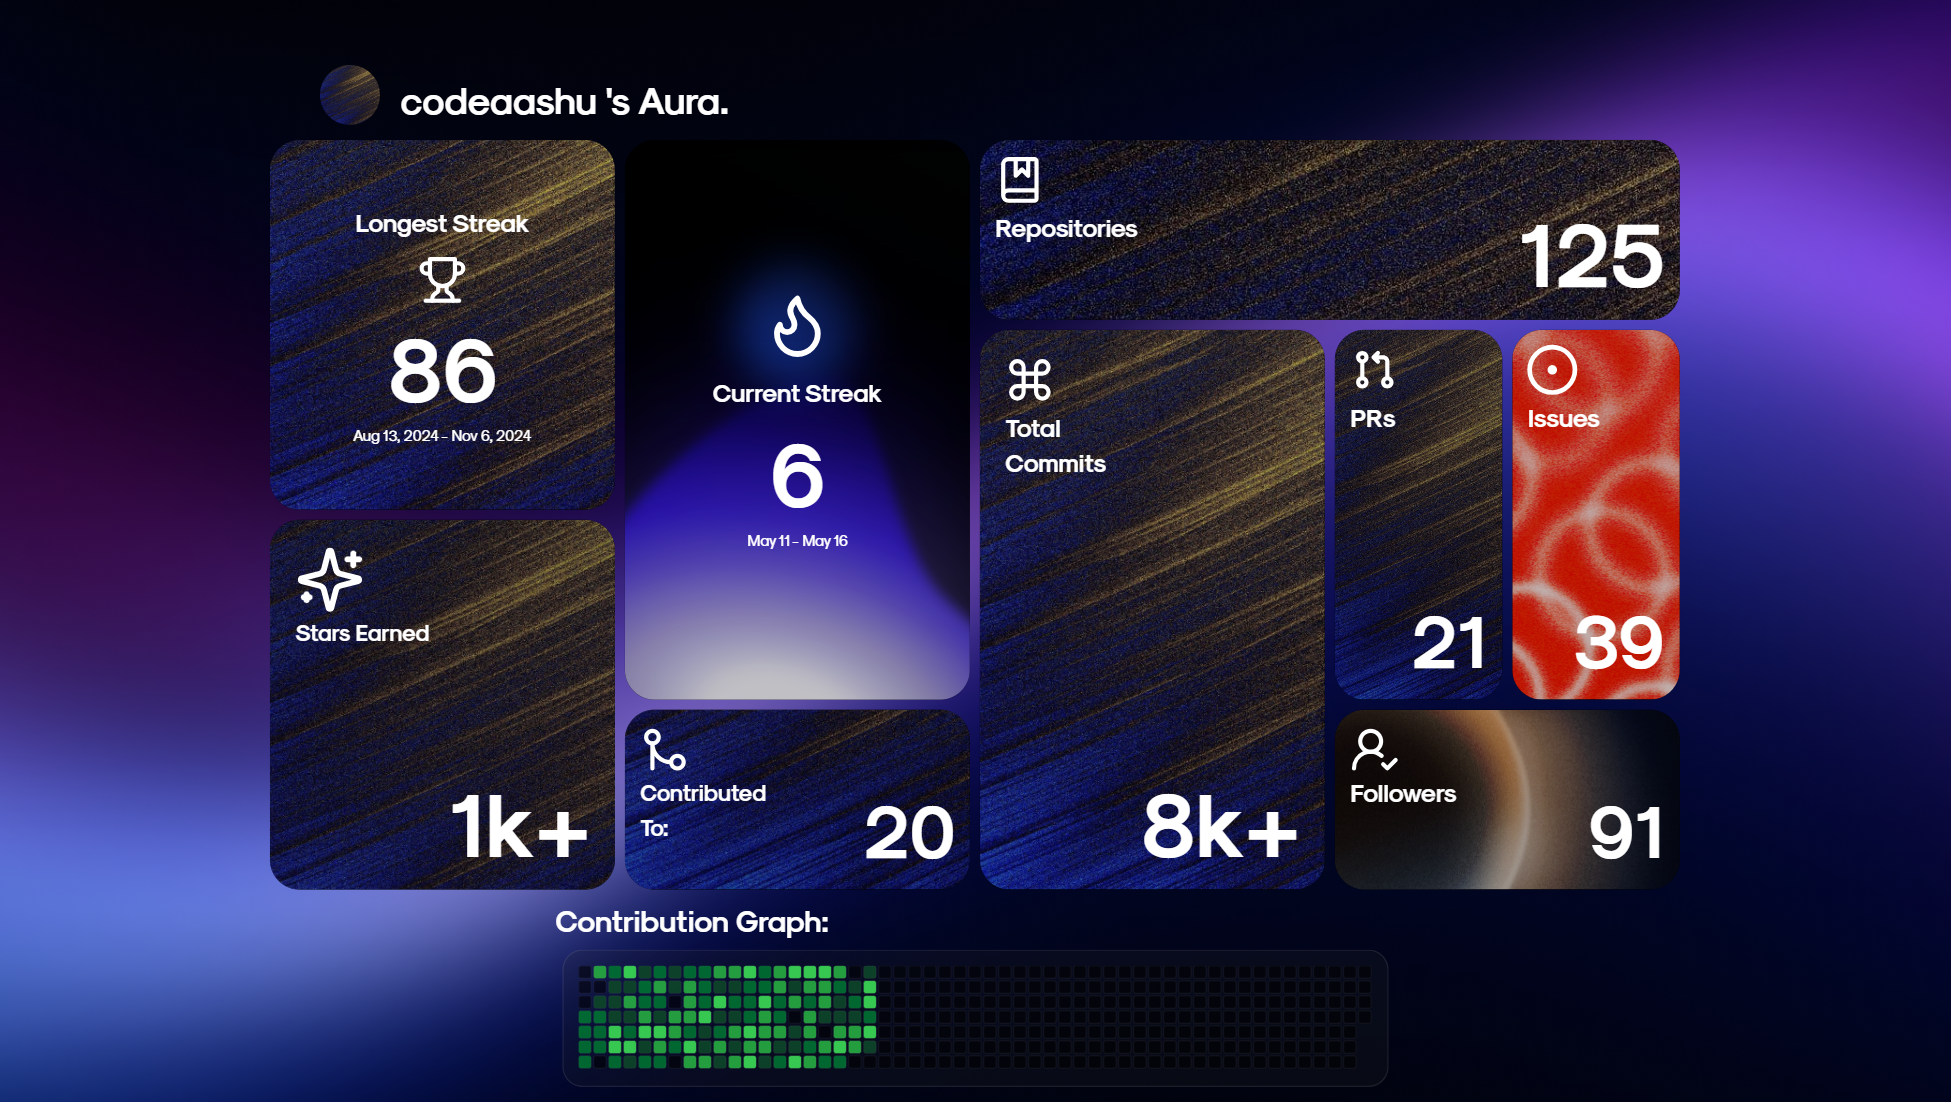 codeaashu 's Aura.
Longest Streak
86
Aug 13, 2024 - Nov 6, 2024
Current Streak
6
May 11 - May 16
Repositories
125
Total
Commits
8k+
PRs
21
Issues
39
Stars Earned
1k+
Contributed
To:
20
Followers
91
Contribution Graph: